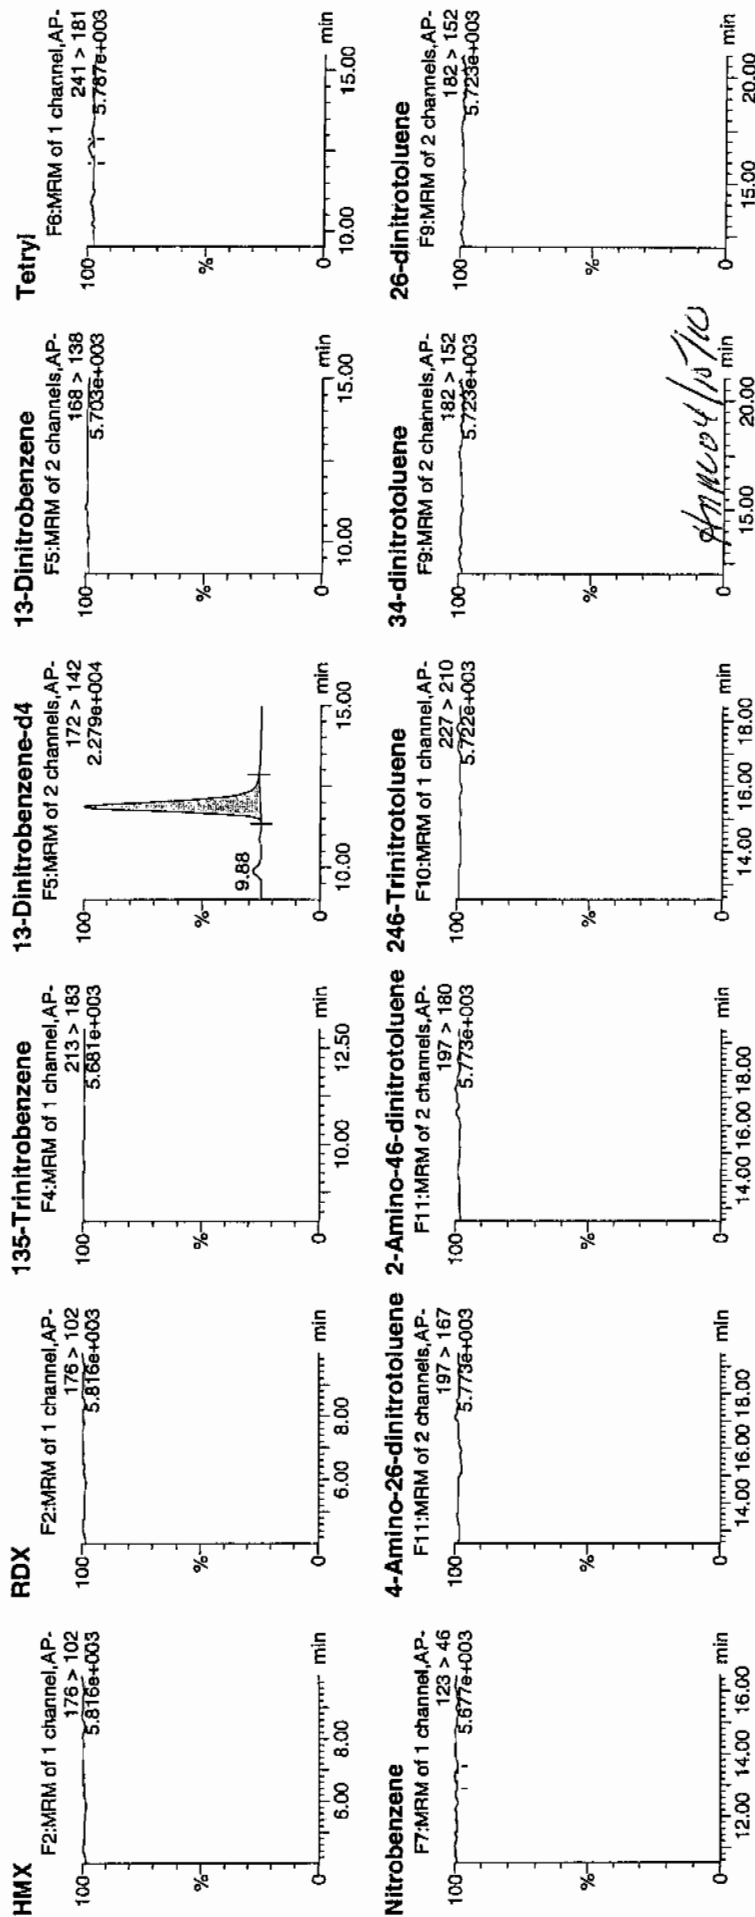 HMX
F2:MRM of 1 channel,AP-
176 > 102
5.816e+003
100
%
0
6.00 8.00 min
RDX
F2:MRM of 1 channel,AP-
176 > 102
5.816e+003
100
%
0
6.00 8.00 min
135-Trinitrobenzene
F4:MRM of 1 channel,AP-
213 > 183
5.681e+003
100
%
0
10.00 12.50 min
13-Dinitrobenzene-d4
F5:MRM of 2 channels,AP-
172 > 142
2.279e+004
100
%
9.88
0
10.00 15.00 min
13-Dinitrobenzene
F5:MRM of 2 channels,AP-
168 > 138
5.703e+003
100
%
0
10.00 15.00 min
Tetryl
F6:MRM of 1 channel,AP-
241 > 181
5.787e+003
100
%
0
10.00 15.00 min
Nitrobenzene
F7:MRM of 1 channel,AP-
123 > 46
5.677e+003
100
%
0
12.00 14.00 16.00 min
4-Amino-26-dinitrotoluene
F11:MRM of 2 channels,AP-
197 > 167
5.773e+003
100
%
0
14.00 16.00 18.00 min
2-Amino-46-dinitrotoluene
F11:MRM of 2 channels,AP-
197 > 180
5.773e+003
100
%
0
14.00 16.00 18.00 min
246-Trinitrotoluene
F10:MRM of 1 channel,AP-
227 > 210
5.722e+003
100
%
0
14.00 16.00 18.00 min
34-dinitrotoluene
F9:MRM of 2 channels,AP-
182 > 152
5.723e+003
100
%
0
15.00 20.00 min
26-dinitrotoluene
F9:MRM of 2 channels,AP-
182 > 152
5.723e+003
100
%
0
15.00 20.00 min